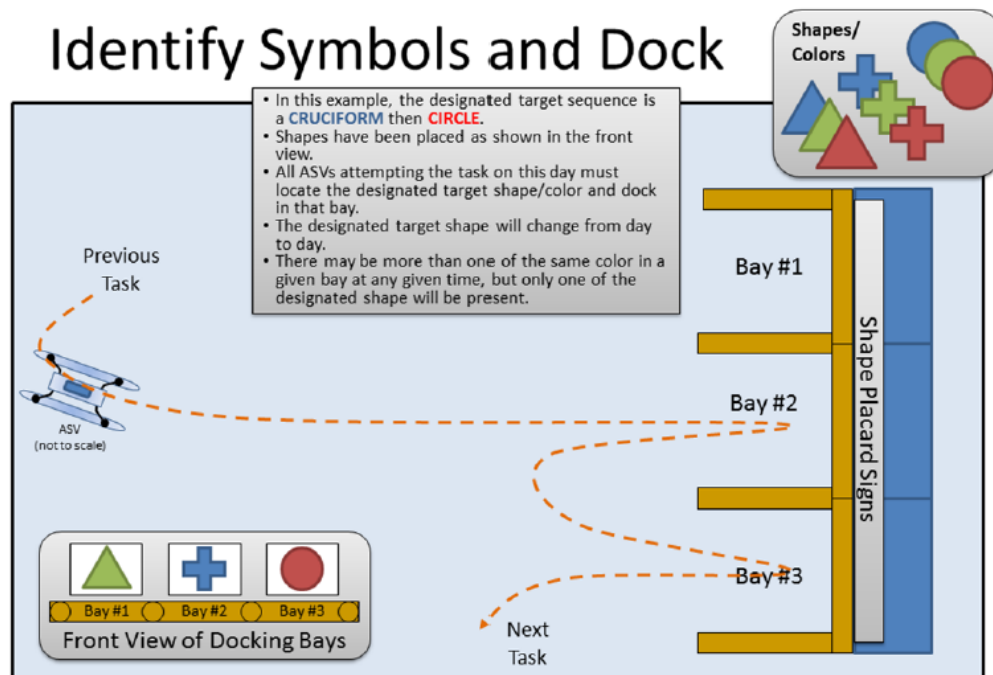 Identify Symbols and Dock
Shapes/
Colors
• In this example, the designated target sequence is
a CRUCIFORM then CIRCLE.
• Shapes have been placed as shown in the front
view.
• All ASVs attempting the task on this day must
locate the designated target shape/color and dock
in that bay.
• The designated target shape will change from day
to day.
• There may be more than one of the same color in a
given bay at any given time, but only one of the
designated shape will be present.
Previous
Task
ASV
(not to scale)
Bay #1
Bay #2
Bay #3
Shape Placard Signs
Next
Task
Bay #1 Bay #2 Bay #3
Front View of Docking Bays